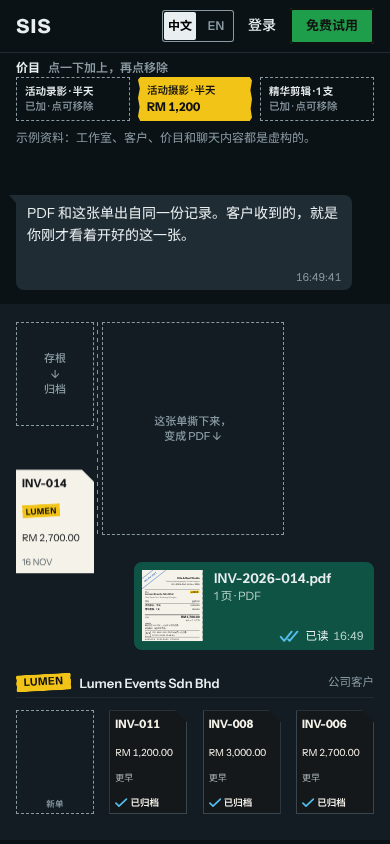 SIS
中文 EN 登录 免费试用
价目 点一下加上，再点移除
活动录影·半天
已加·点可移除
活动摄影·半天
RM 1,200
精华剪辑·1支
已加·点可移除
示例资料：工作室、客户、价目和聊天内容都是虚构的。
PDF 和这张单出自同一份记录。客户收到的，就是
你刚才看着开好的这一张。
16:49:41
存根
↓
归档
这张单撕下来，
变成 PDF ↓
INV-014
LUMEN
RM 2,700.00
16 NOV
INV-2026-014.pdf
1页·PDF
已读 16:49
LUMEN Lumen Events Sdn Bhd 公司客户
新单
INV-011
RM 1,200.00
更早
已归档
INV-008
RM 3,000.00
更早
已归档
INV-006
RM 2,700.00
更早
已归档